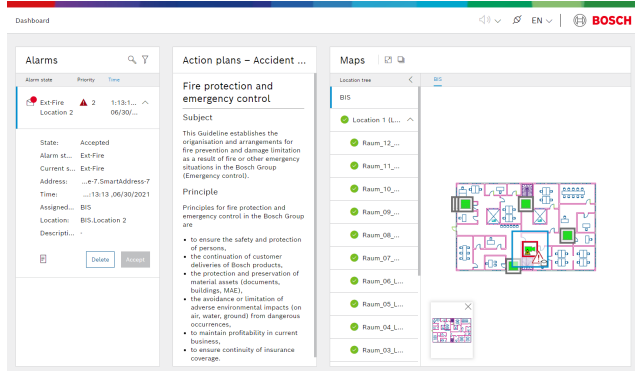 Dashboard
EN
BOSCH
Alarms
Alarm state Priority Time
Ext-Fire 2 1:13:1...
Location 2 06/30/...
State: Accepted
Alarm st... Ext-Fire
Current s... Ext-Fire
Address: ...e-7.SmartAddress-7
Time: ...:13:13 ,06/30/2021
Assigned... BIS
Location: BIS.Location 2
Descripti... -
Delete Accept
Action plans – Accident ...
Fire protection and
emergency control
Subject
This Guideline establishes the
origanisation and arrangements for
fire prevention and damage limitation
as a result of fire or other emergency
situations in the Bosch Group
(Emergency control).
Principle
Principles for fire protection and
emergency control in the Bosch Group
are
• to ensure the safety and protection
of persons,
• the continuation of customer
deliveries of Bosch products,
• the protection and preservation of
material assets (documents,
buildings, MAE),
• the avoidance or limitation of
adverse environmental impacts (on
air, water, ground) from dangerous
occurrences,
• to maintain profitability in current
business,
• to ensure continuity of insurance
coverage.
Maps
Location tree
BIS
BIS
Location 1 (L...
Raum_12_...
Raum_11_...
Raum_10_...
Raum_09_...
Raum_08_...
Raum_07_...
Raum_06_L...
Raum_05_L...
Raum_04_L...
Raum_03_L...